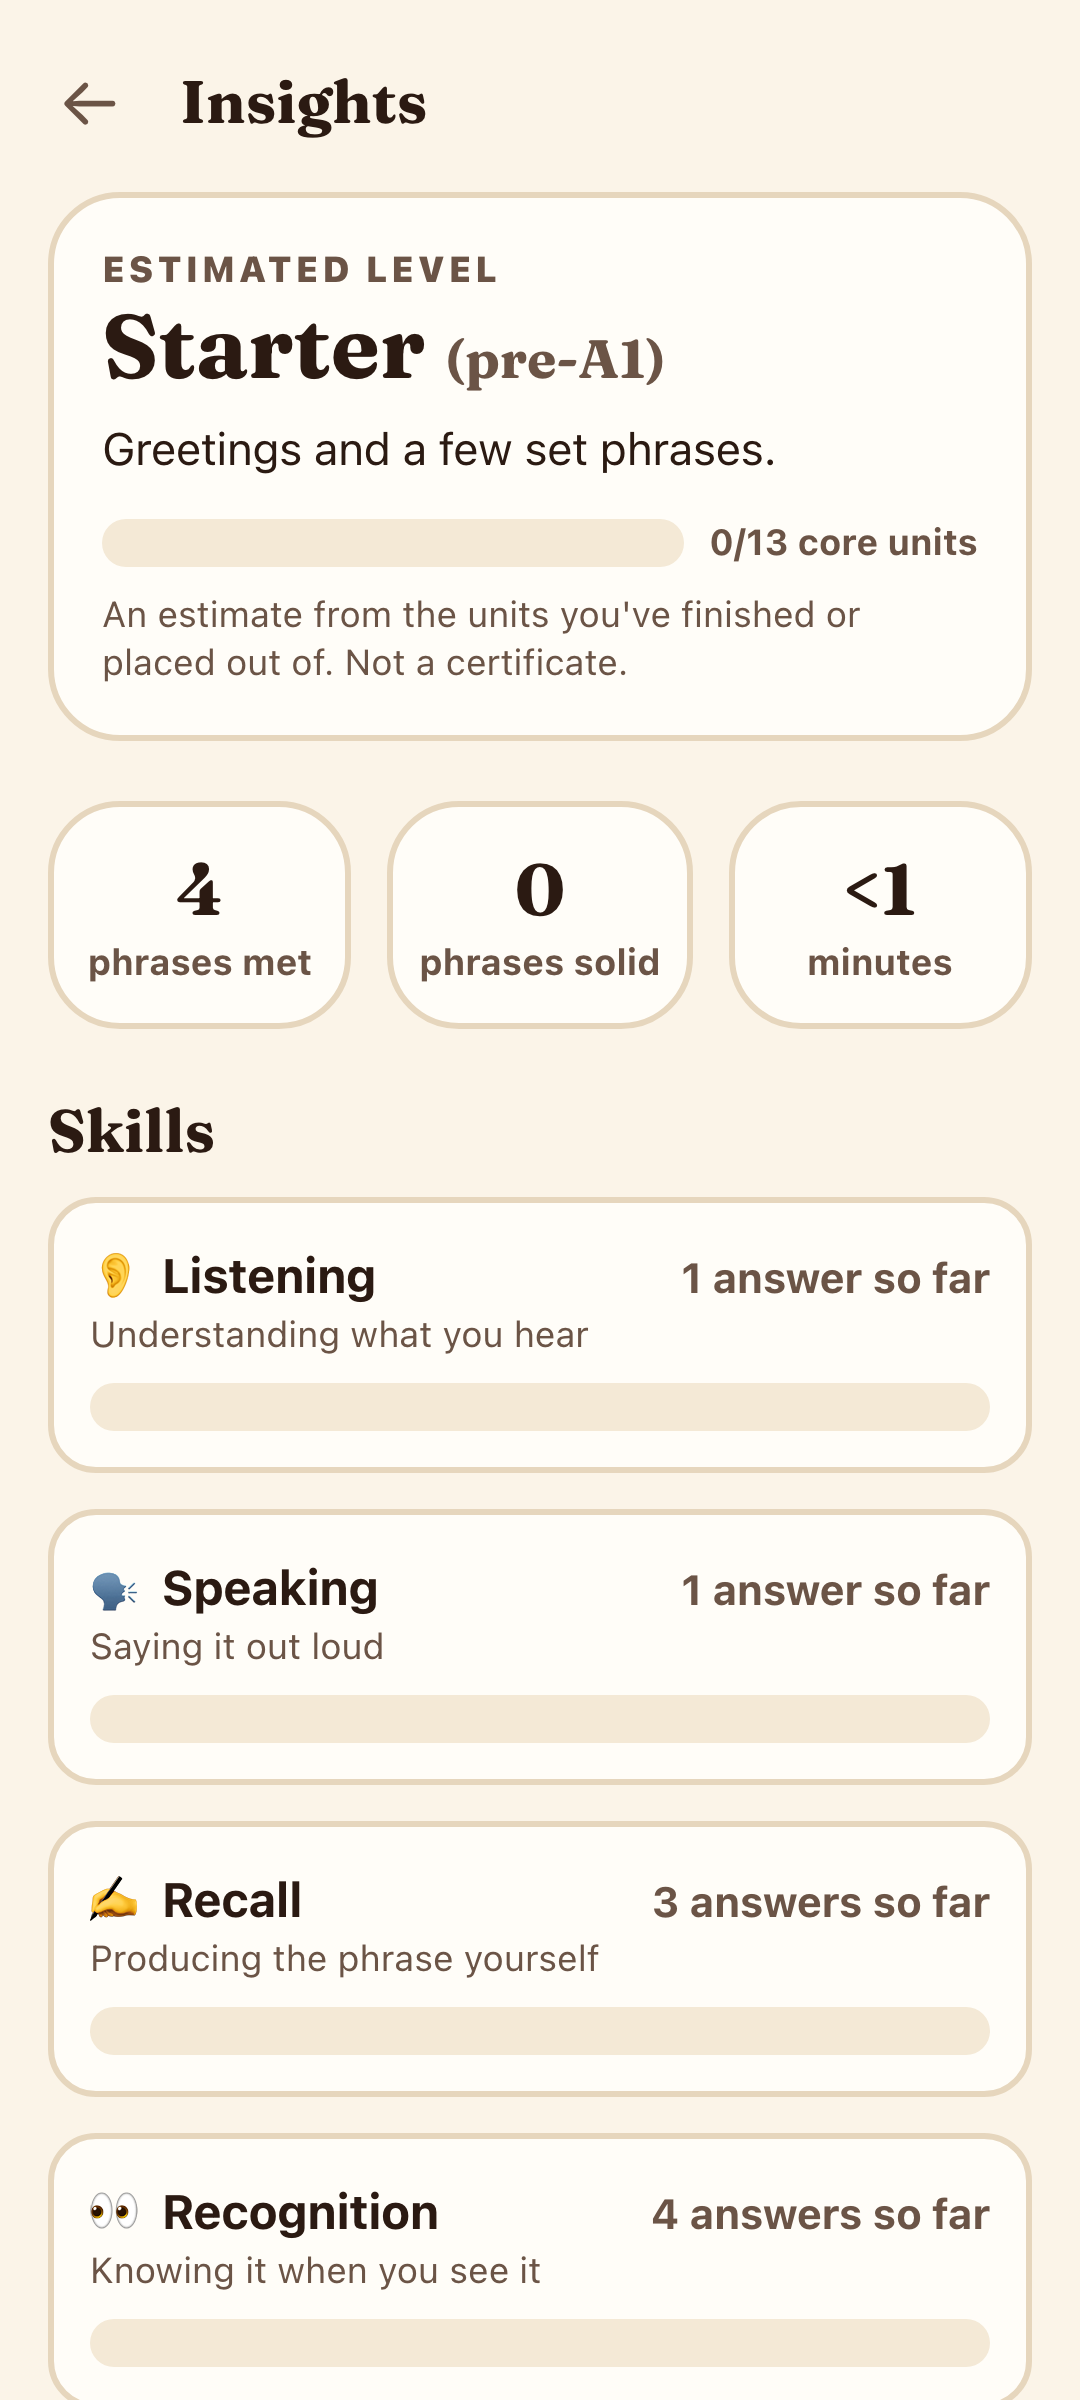 Insights
ESTIMATED LEVEL
Starter (pre-A1)
Greetings and a few set phrases.
0/13 core units
An estimate from the units you've finished or
placed out of. Not a certificate.
4
phrases met
0
phrases solid
<1
minutes
Skills
Listening
1 answer so far
Understanding what you hear
Speaking
1 answer so far
Saying it out loud
Recall
3 answers so far
Producing the phrase yourself
Recognition
4 answers so far
Knowing it when you see it